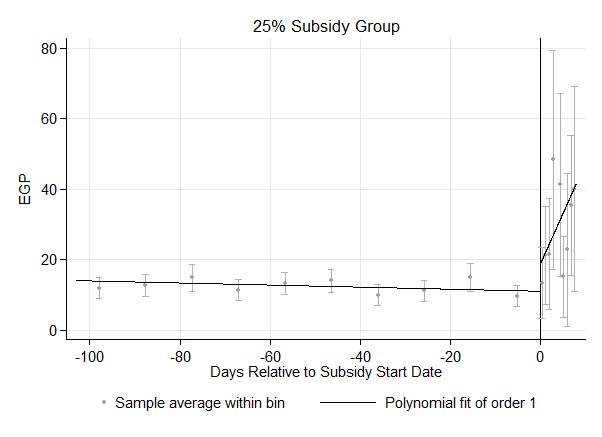 25% Subsidy Group
EGP
80
60
40
20
0
-100 -80 -60 -40 -20 0
Days Relative to Subsidy Start Date
Sample average within bin Polynomial fit of order 1